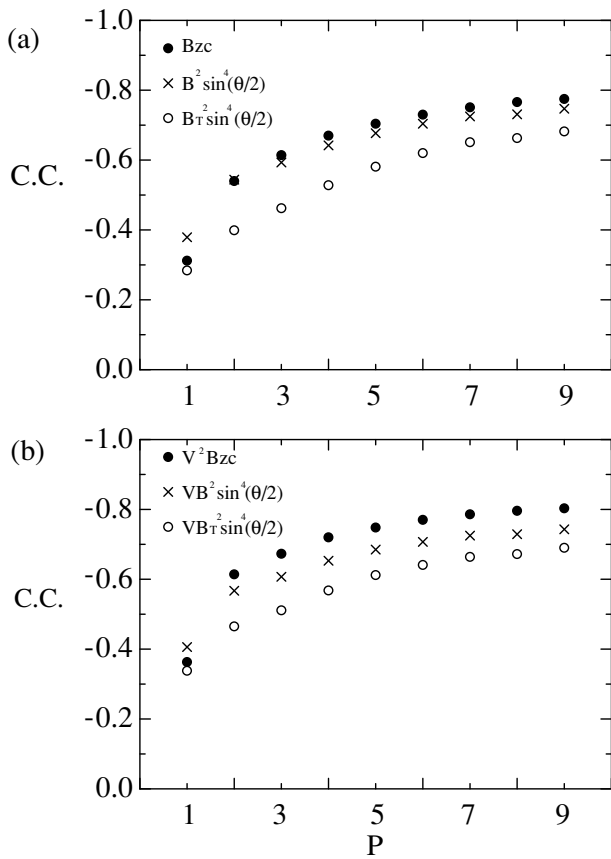 (a)
-1.0
Bzc
-0.8
B²sin⁴(θ/2)
B_T²sin⁴(θ/2)
C.C.
-0.6
-0.4
-0.2
0.0
1 3 5 7 9
(b)
-1.0
V²Bzc
-0.8
VB²sin⁴(θ/2)
VB_T²sin⁴(θ/2)
C.C.
-0.6
-0.4
-0.2
0.0
1 3 5 7 9
P